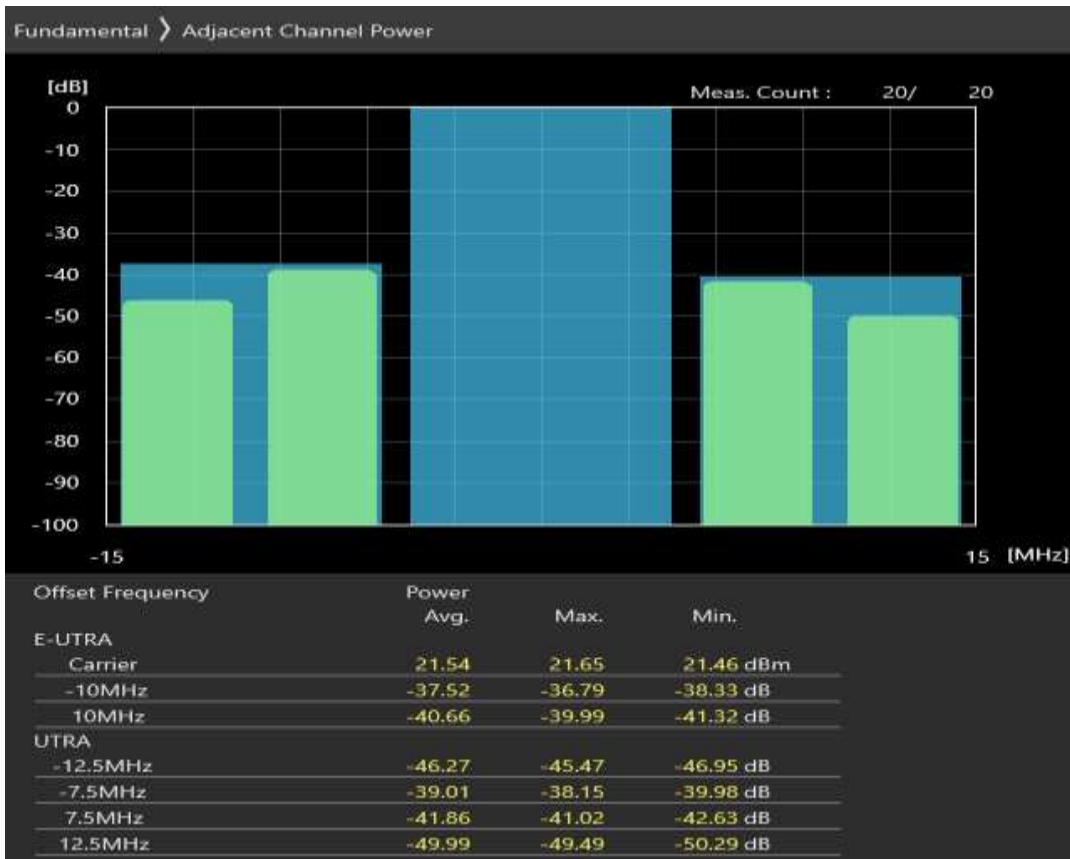 Fundamental 〉 Adjacent Channel Power
[dB]
Meas. Count : 20/ 20
0
-10
-20
-30
-40
-50
-60
-70
-80
-90
-100
-15 15 [MHz]
Offset Frequency Power
Avg. Max. Min.
E-UTRA
Carrier 21.54 21.65 21.46 dBm
-10MHz -37.52 -36.79 -38.33 dB
10MHz -40.66 -39.99 -41.32 dB
UTRA
-12.5MHz -46.27 -45.47 -46.95 dB
-7.5MHz -39.01 -38.15 -39.98 dB
7.5MHz -41.86 -41.02 -42.63 dB
12.5MHz -49.99 -49.49 -50.29 dB